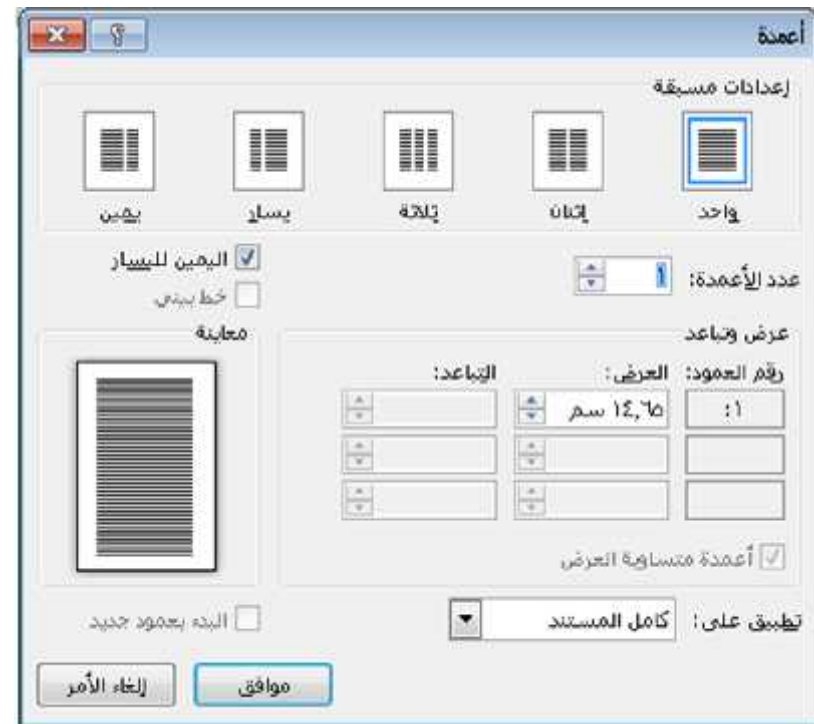 أعمدة
إعدادات مسبقة
واحد إثنان ثلاثة يسار يمين
عدد الأعمدة: ١
اليمين لليسار
خط بيني
عرض وتباعد
معاينة
رقم العمود: العرض: التباعد:
١: ١٤,٦٥ سم
أعمدة متساوية العرض
تطبيق على: كامل المستند
البدء بعمود جديد
موافق إلغاء الأمر